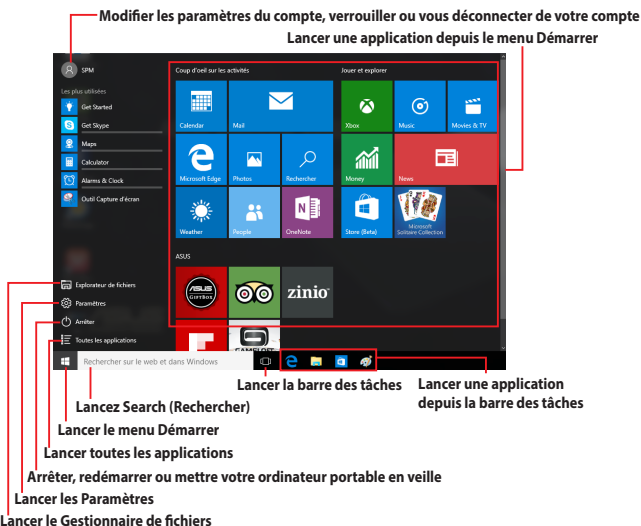 Modifier les paramètres du compte, verrouiller ou vous déconnecter de votre compte
Lancer une application depuis le menu Démarrer
SPM
Les plus utilisées
Get Started
Get Skype
Maps
Calculator
Alarms & Clock
Outil Capture d'écran
Explorateur de fichiers
Paramètres
Arrêter
Toutes les applications
Coup d'oeil sur les activités
Calendar
Mail
Microsoft Edge
Photos
Rechercher
Weather
People
OneNote
Jouer et explorer
Xbox
Music
Movies & TV
Money
News
Store (Beta)
Microsoft
Solitaire Collection
ASUS
/SUS
GIFTBOX
zinio
GAMELOFT
Rechercher sur le web et dans Windows
Lancer la barre des tâches
Lancer une application
depuis la barre des tâches
Lancez Search (Rechercher)
Lancer le menu Démarrer
Lancer toutes les applications
Arrêter, redémarrer ou mettre votre ordinateur portable en veille
Lancer les Paramètres
Lancer le Gestionnaire de fichiers